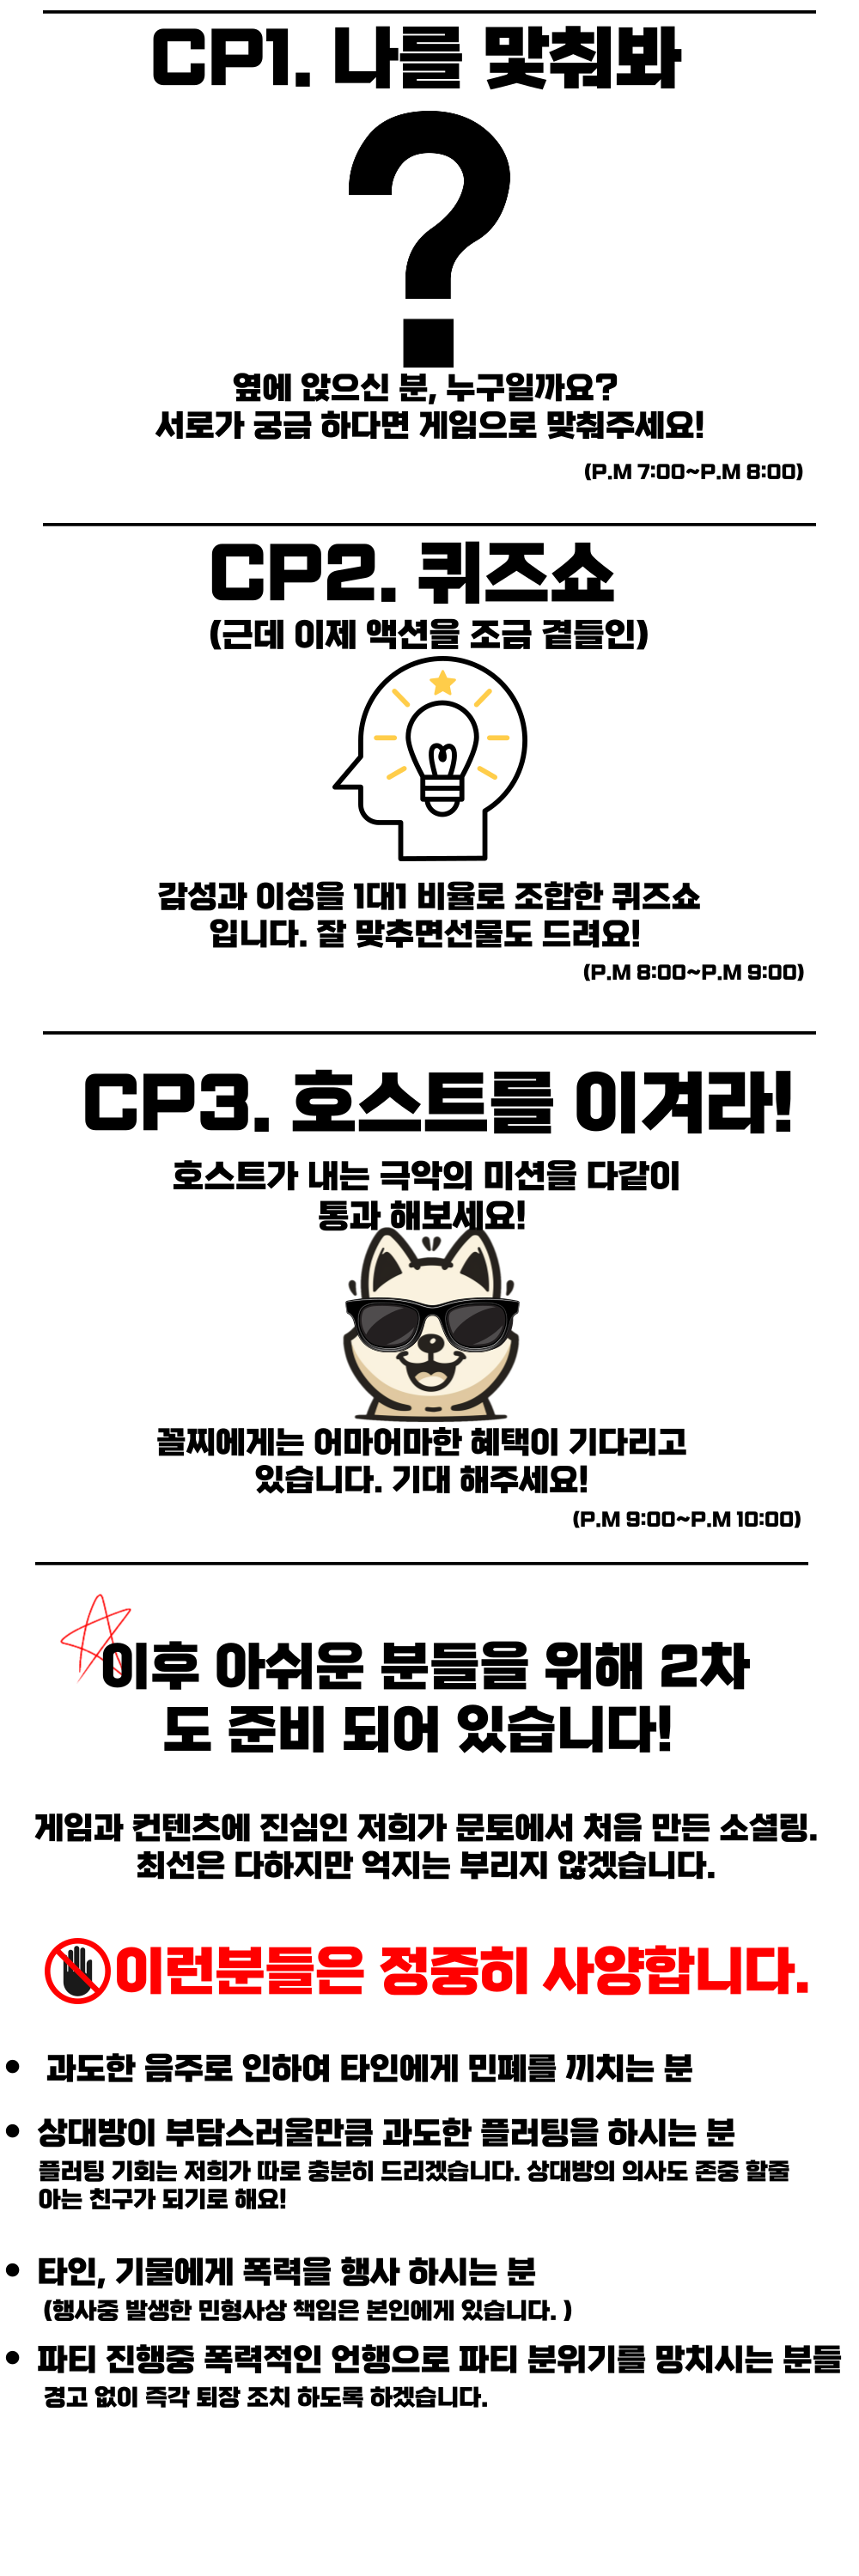 CP1. 나를 맟춰봐
?
옆에 앉으신 분, 누구일까요?
서로가 궁금 하다면 게임으로 맞춰주세요!
(P.M 7:00~P.M 8:00)
CP2. 퀴즈쇼
(근데 이제 액션을 조금 곁들인)
감성과 이성을 1대1 비율로 조합한 퀴즈쇼
입니다. 잘 맞추면선물도 드려요!
(P.M 8:00~P.M 9:00)
CP3. 호스트를 이겨라!
호스트가 내는 극악의 미션을 다같이
통과 해보세요!
꼴찌에게는 어마어마한 혜택이 기다리고
있습니다. 기대 해주세요!
(P.M 9:00~P.M 10:00)
이후 아쉬운 분들을 위해 2차
도 준비 되어 있습니다!
게임과 컨텐츠에 진심인 저희가 문토에서 처음 만든 소셜링.
최선은 다하지만 억지는 부리지 않겠습니다.
이런분들은 정중히 사양합니다.
• 과도한 음주로 인하여 타인에게 민폐를 끼치는 분
• 상대방이 부담스러울만큼 과도한 플러팅을 하시는 분
플러팅 기회는 저희가 따로 충분히 드리겠습니다. 상대방의 의사도 존중 할줄
아는 친구가 되기로 해요!
• 타인, 기물에게 폭력을 행사 하시는 분
(행사중 발생한 민형사상 책임은 본인에게 있습니다. )
• 파티 진행중 폭력적인 언행으로 파티 분위기를 망치시는 분들
경고 없이 즉각 퇴장 조치 하도록 하겠습니다.